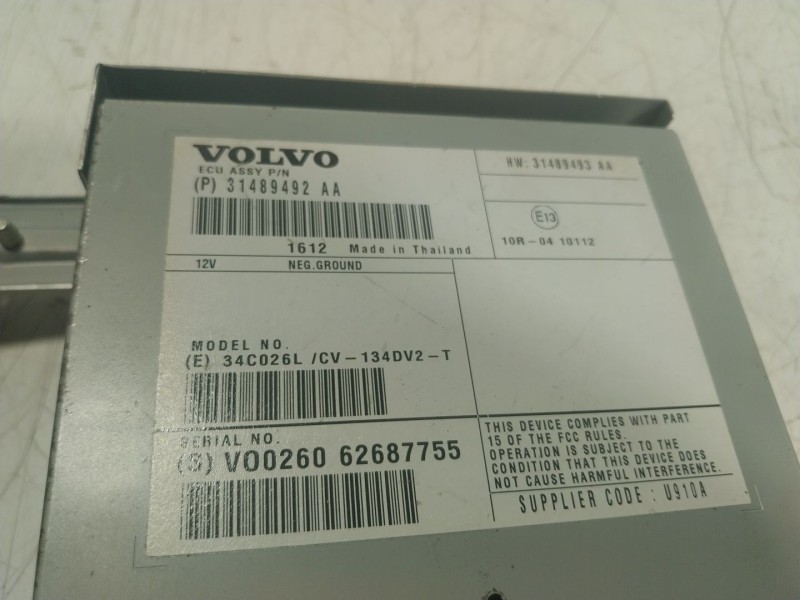 VOLVO
ECU ASSY P/N
(P) 31489492 AA
1612 Made in Thailand
HW: 31489493 AA
E13
10R-04 10112
12V NEG.GROUND
MODEL NO.
(E) 34C026L /CV-134DV2-T
SERIAL NO.
(S) VO0260 62687755
THIS DEVICE COMPLIES WITH PART
15 OF THE FCC RULES.
OPERATION IS SUBJECT TO THE
CONDITION THAT THIS DEVICE DOES
NOT CAUSE HARMFUL INTERFERENCE.
SUPPLIER CODE : U910A